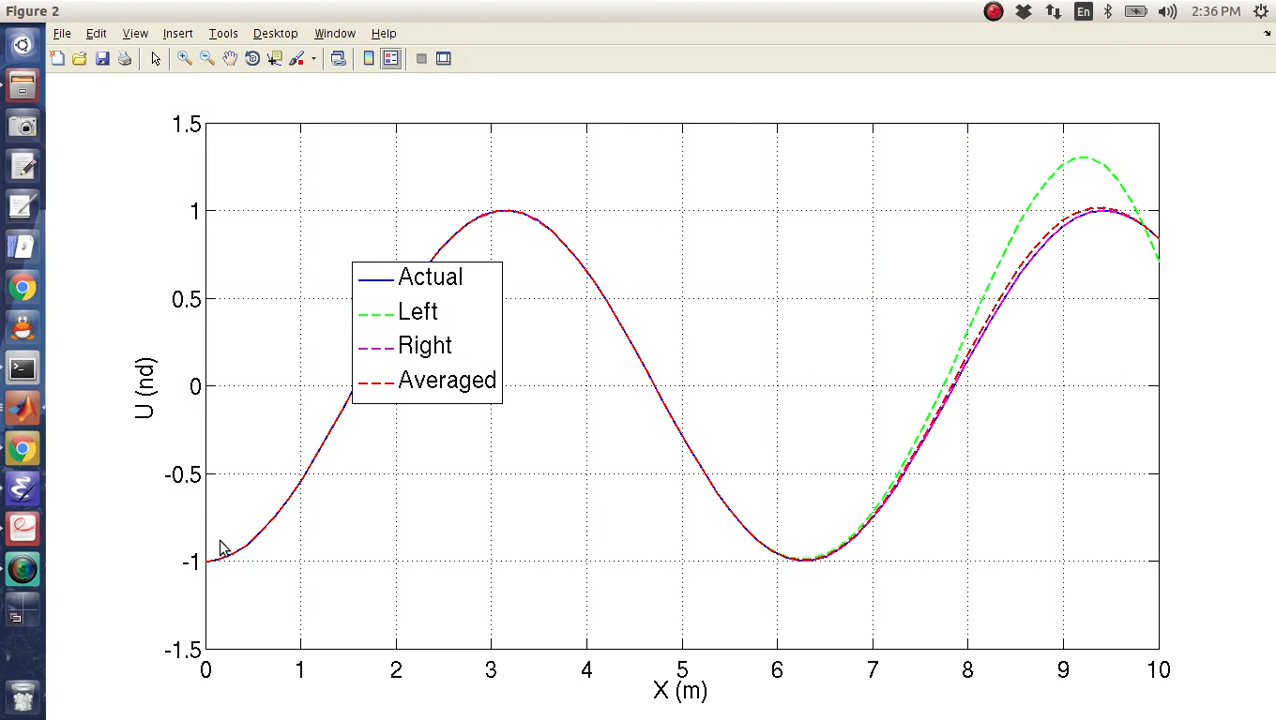 Figure 2
En
2:36 PM
File Edit View Insert Tools Desktop Window Help
1.5
1
0.5
0
-0.5
-1
-1.5
U (nd)
Actual
Left
Right
Averaged
0 1 2 3 4 5 6 7 8 9 10
X (m)